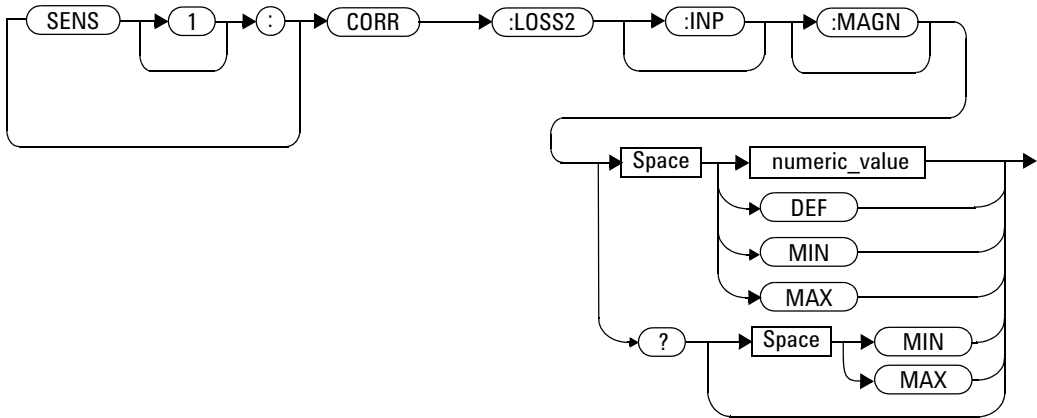 SENS 1 : CORR :LOSS2 :INP :MAGN
Space numeric_value
DEF
MIN
MAX
? Space MIN
MAX